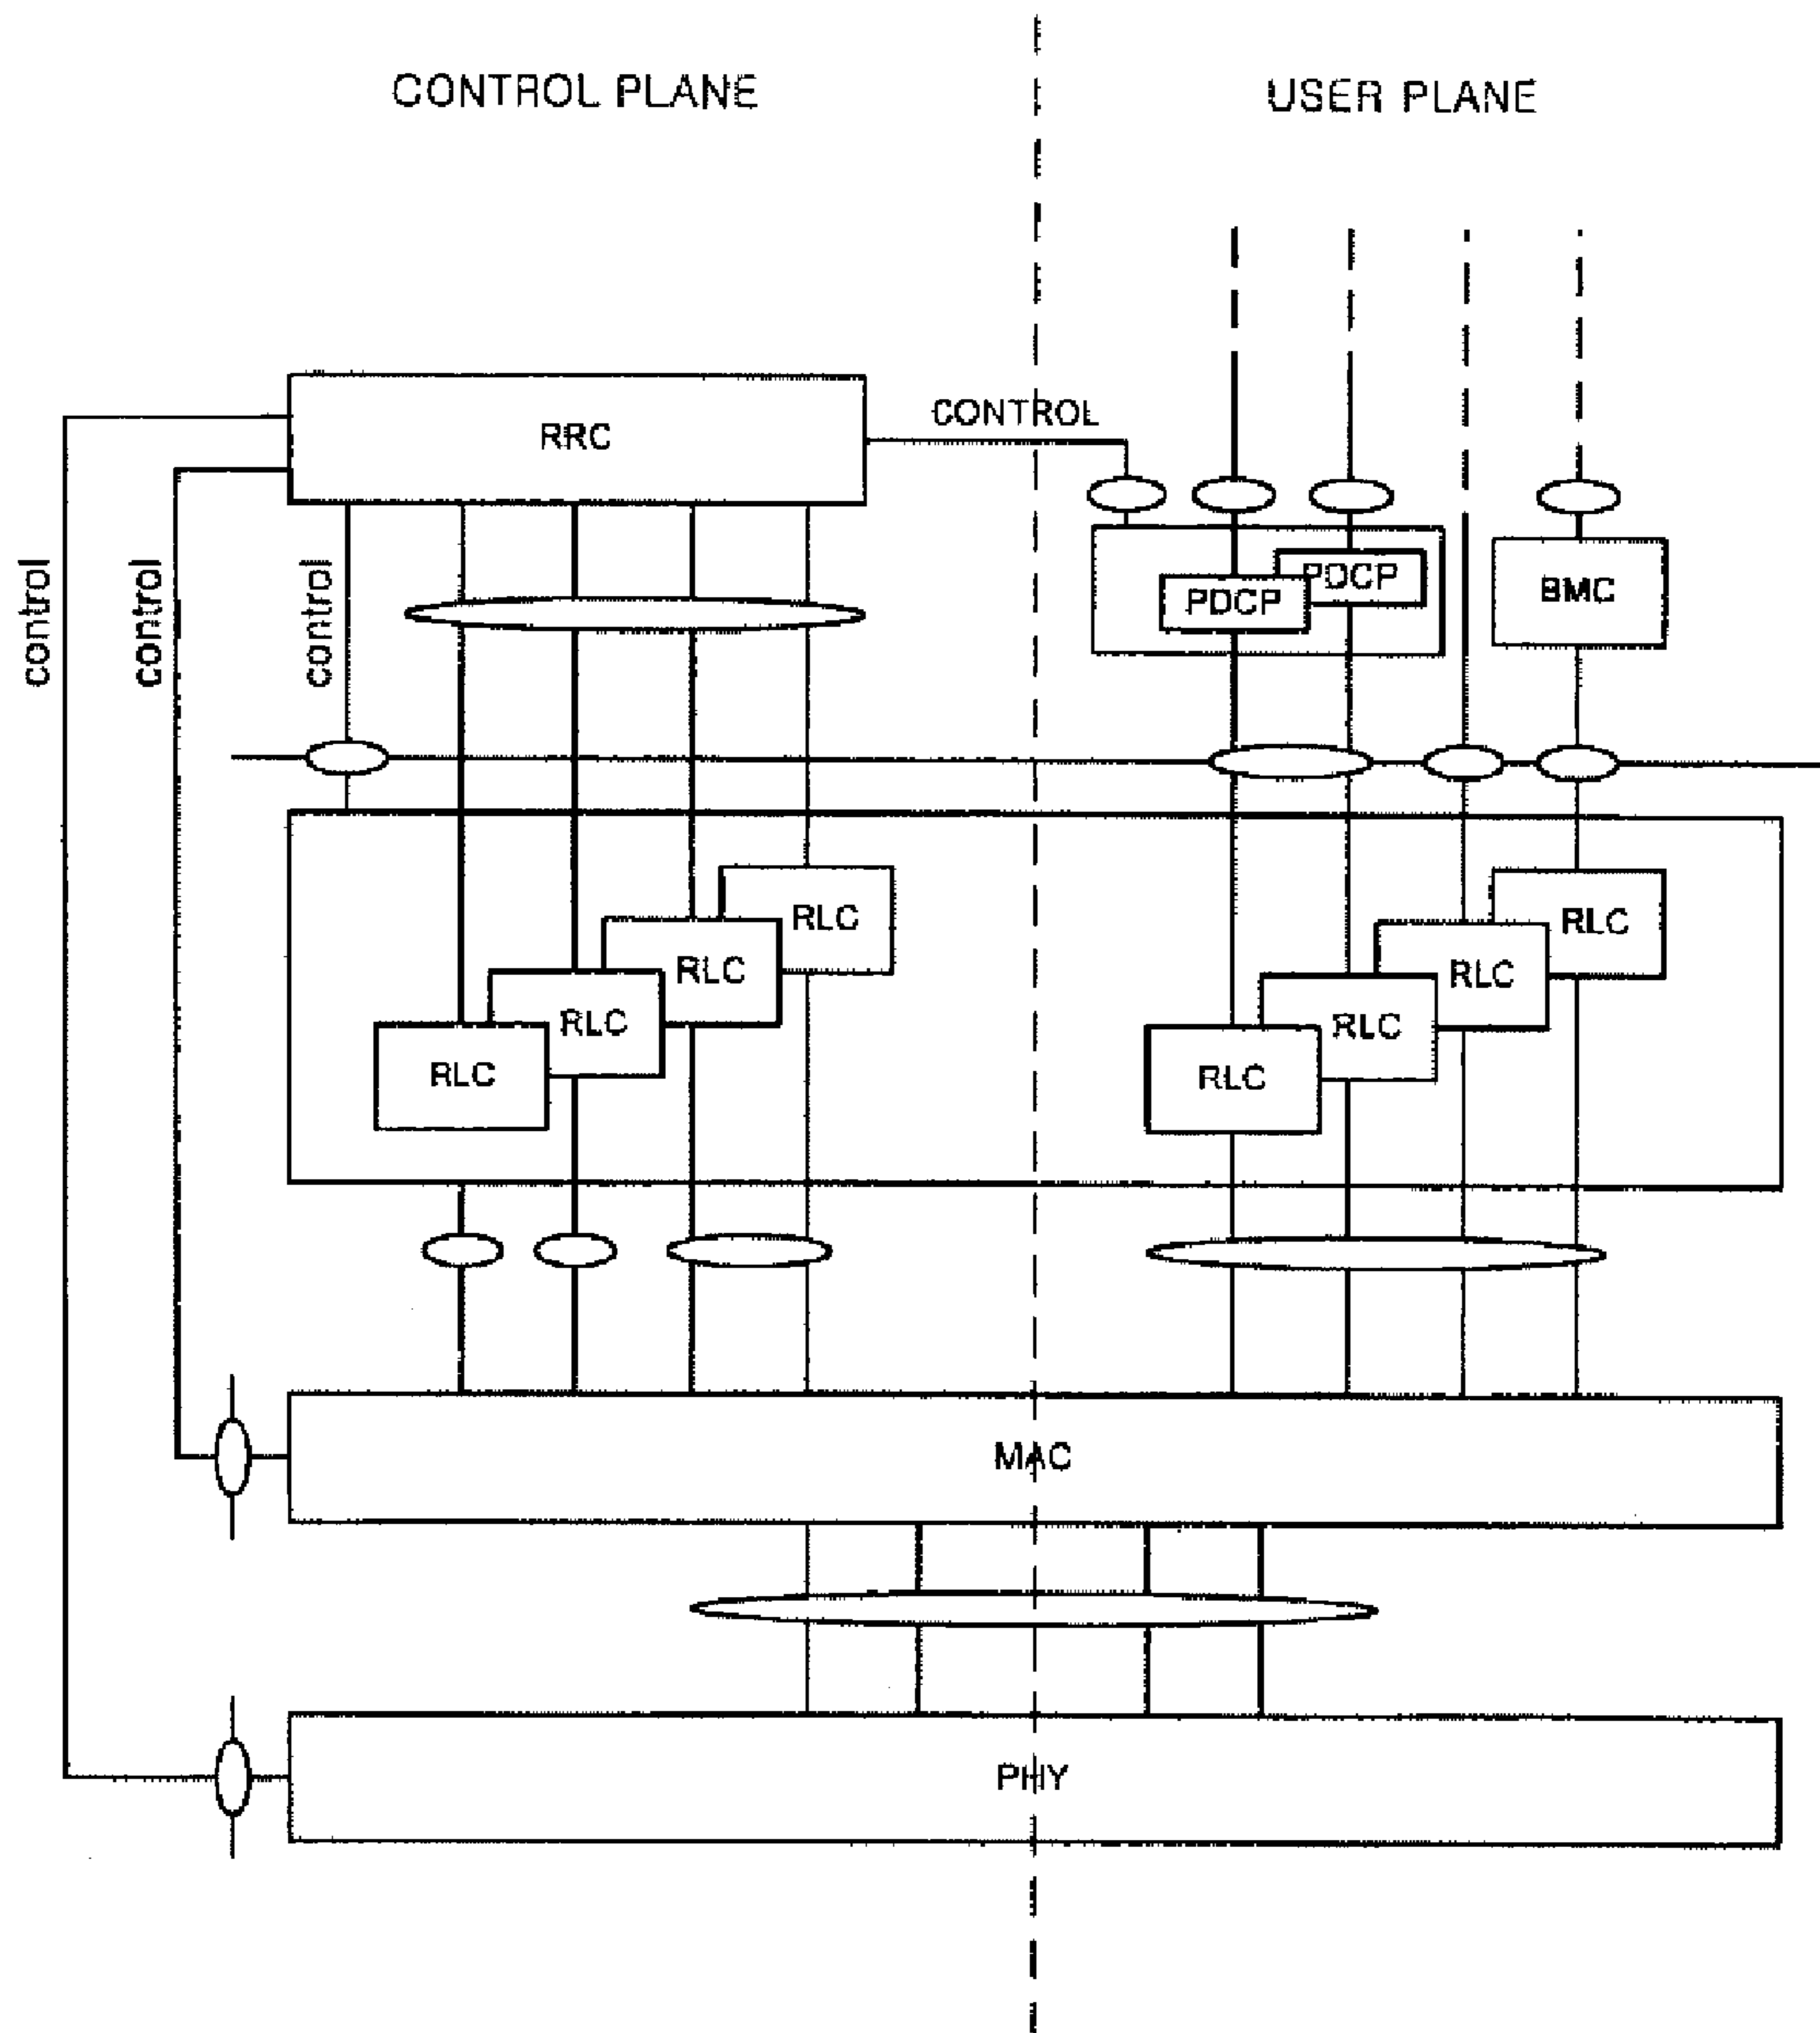 CONTROL PLANE
USER PLANE
RRC
CONTROL
control
control
control
PDCP
PDCP
BMC
RLC
RLC
RLC
RLC
RLC
RLC
RLC
RLC
MAC
PHY